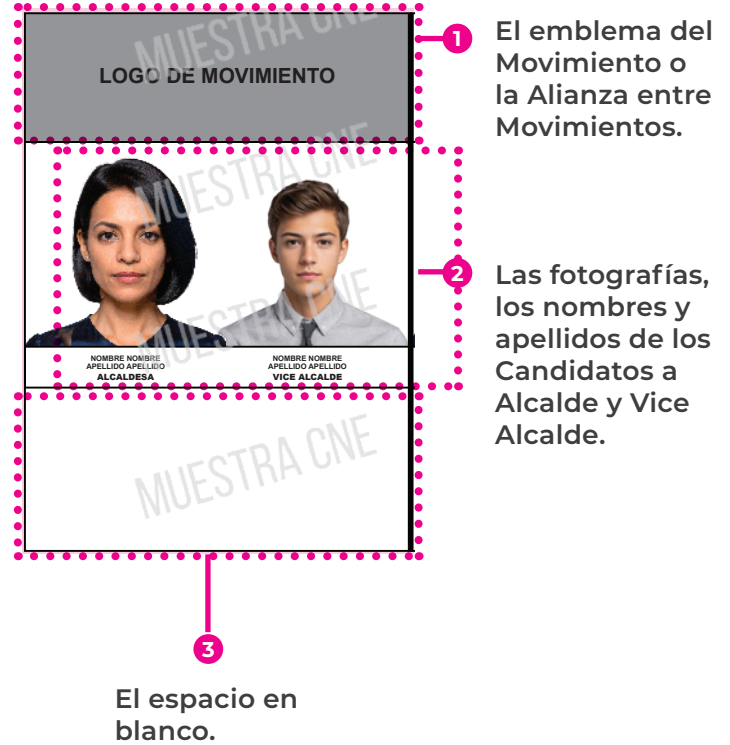 MUESTRA CNE
LOGO DE MOVIMIENTO
1
El emblema del
Movimiento o
la Alianza entre
Movimientos.
MUESTRA CNE
MUESTRA CNE
2
Las fotografías,
los nombres y
apellidos de los
Candidatos a
Alcalde y Vice
Alcalde.
NOMBRE NOMBRE
APELLIDO APELLIDO
ALCALDESA
NOMBRE NOMBRE
APELLIDO APELLIDO
VICE ALCALDE
MUESTRA CNE
3
El espacio en
blanco.